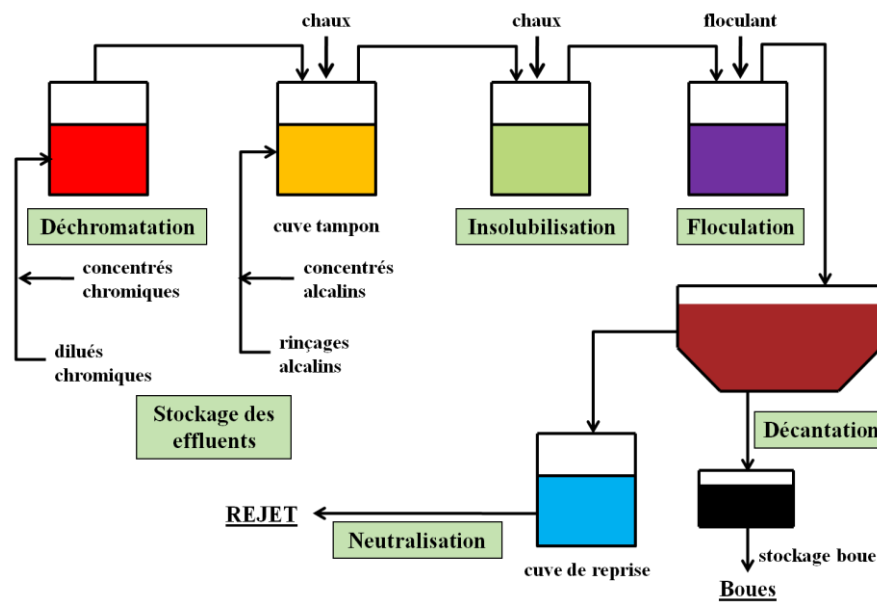 chaux
chaux
floculant
Déchromatation
cuve tampon
Insolubilisation
Floculation
concentrés
chromiques
concentrés
alcalins
dilués
chromiques
rinçages
alcalins
Stockage des
effluents
Décantation
REJET
Neutralisation
cuve de reprise
stockage boue
Boues